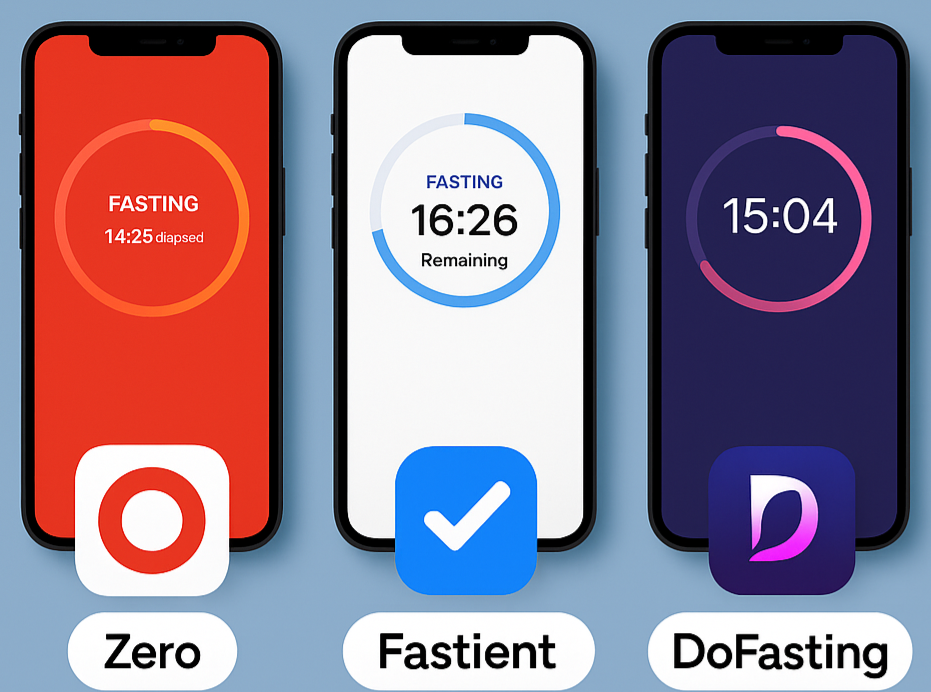 FASTING
14:25 diapsed
FASTING
16:26
Remaining
15:04
D
Zero
Fastient
DoFasting